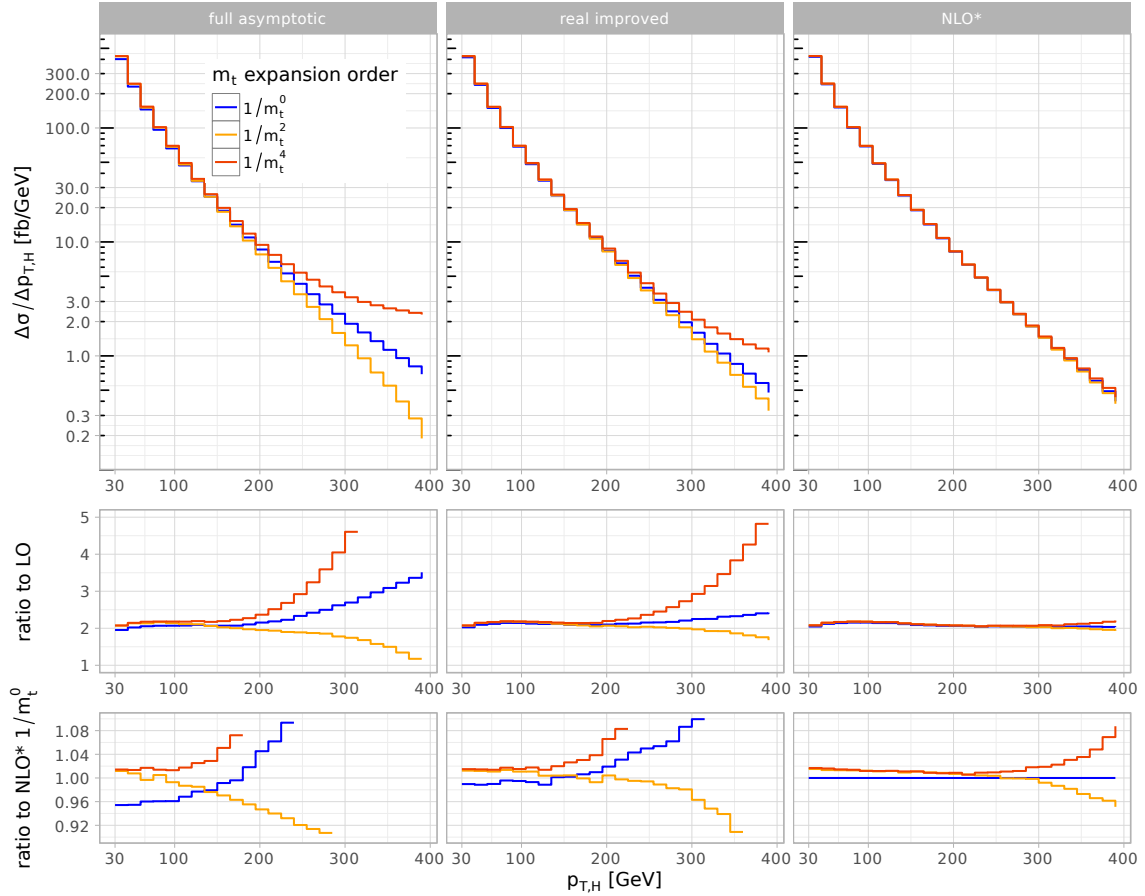 full asymptotic real improved NLO*
Δσ/Δp_T,H [fb/GeV]
300.0
200.0
100.0
30.0
20.0
10.0
3.0
2.0
1.0
0.3
0.2
m_t expansion order
1/m_t^0
1/m_t^2
1/m_t^4
30 100 200 300 400 30 100 200 300 400 30 100 200 300 400
ratio to LO
5
4
3
2
1
30 100 200 300 400 30 100 200 300 400 30 100 200 300 400
ratio to NLO* 1/m_t^0
1.08
1.04
1.00
0.96
0.92
30 100 200 300 400 30 100 200 300 400 30 100 200 300 400
p_T,H [GeV]